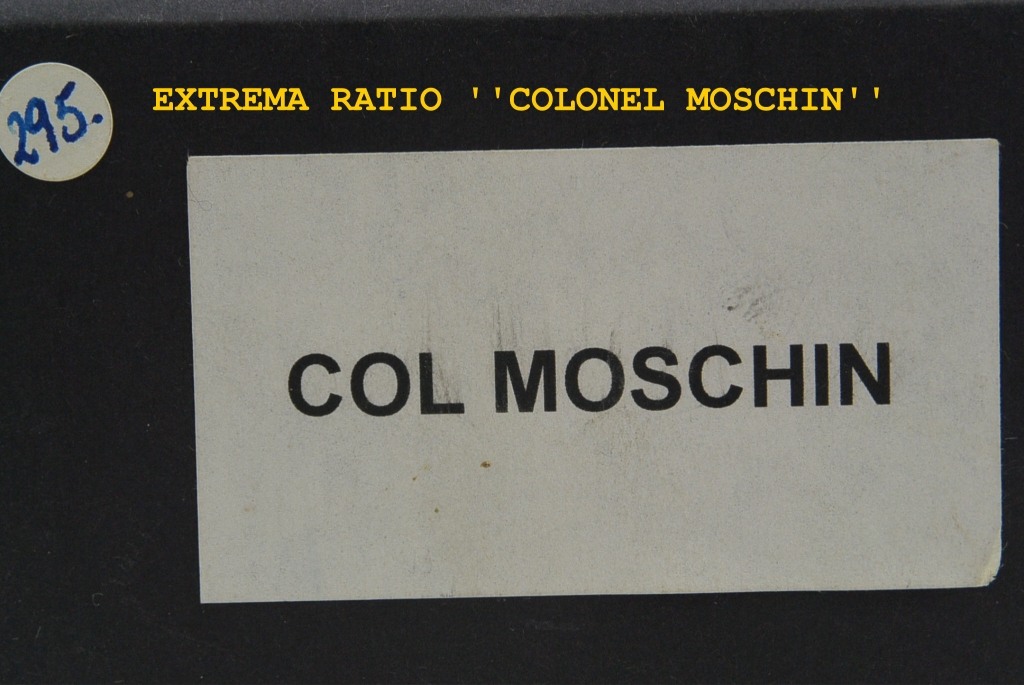 295.
EXTREMA RATIO ''COLONEL MOSCHIN''
COL MOSCHIN